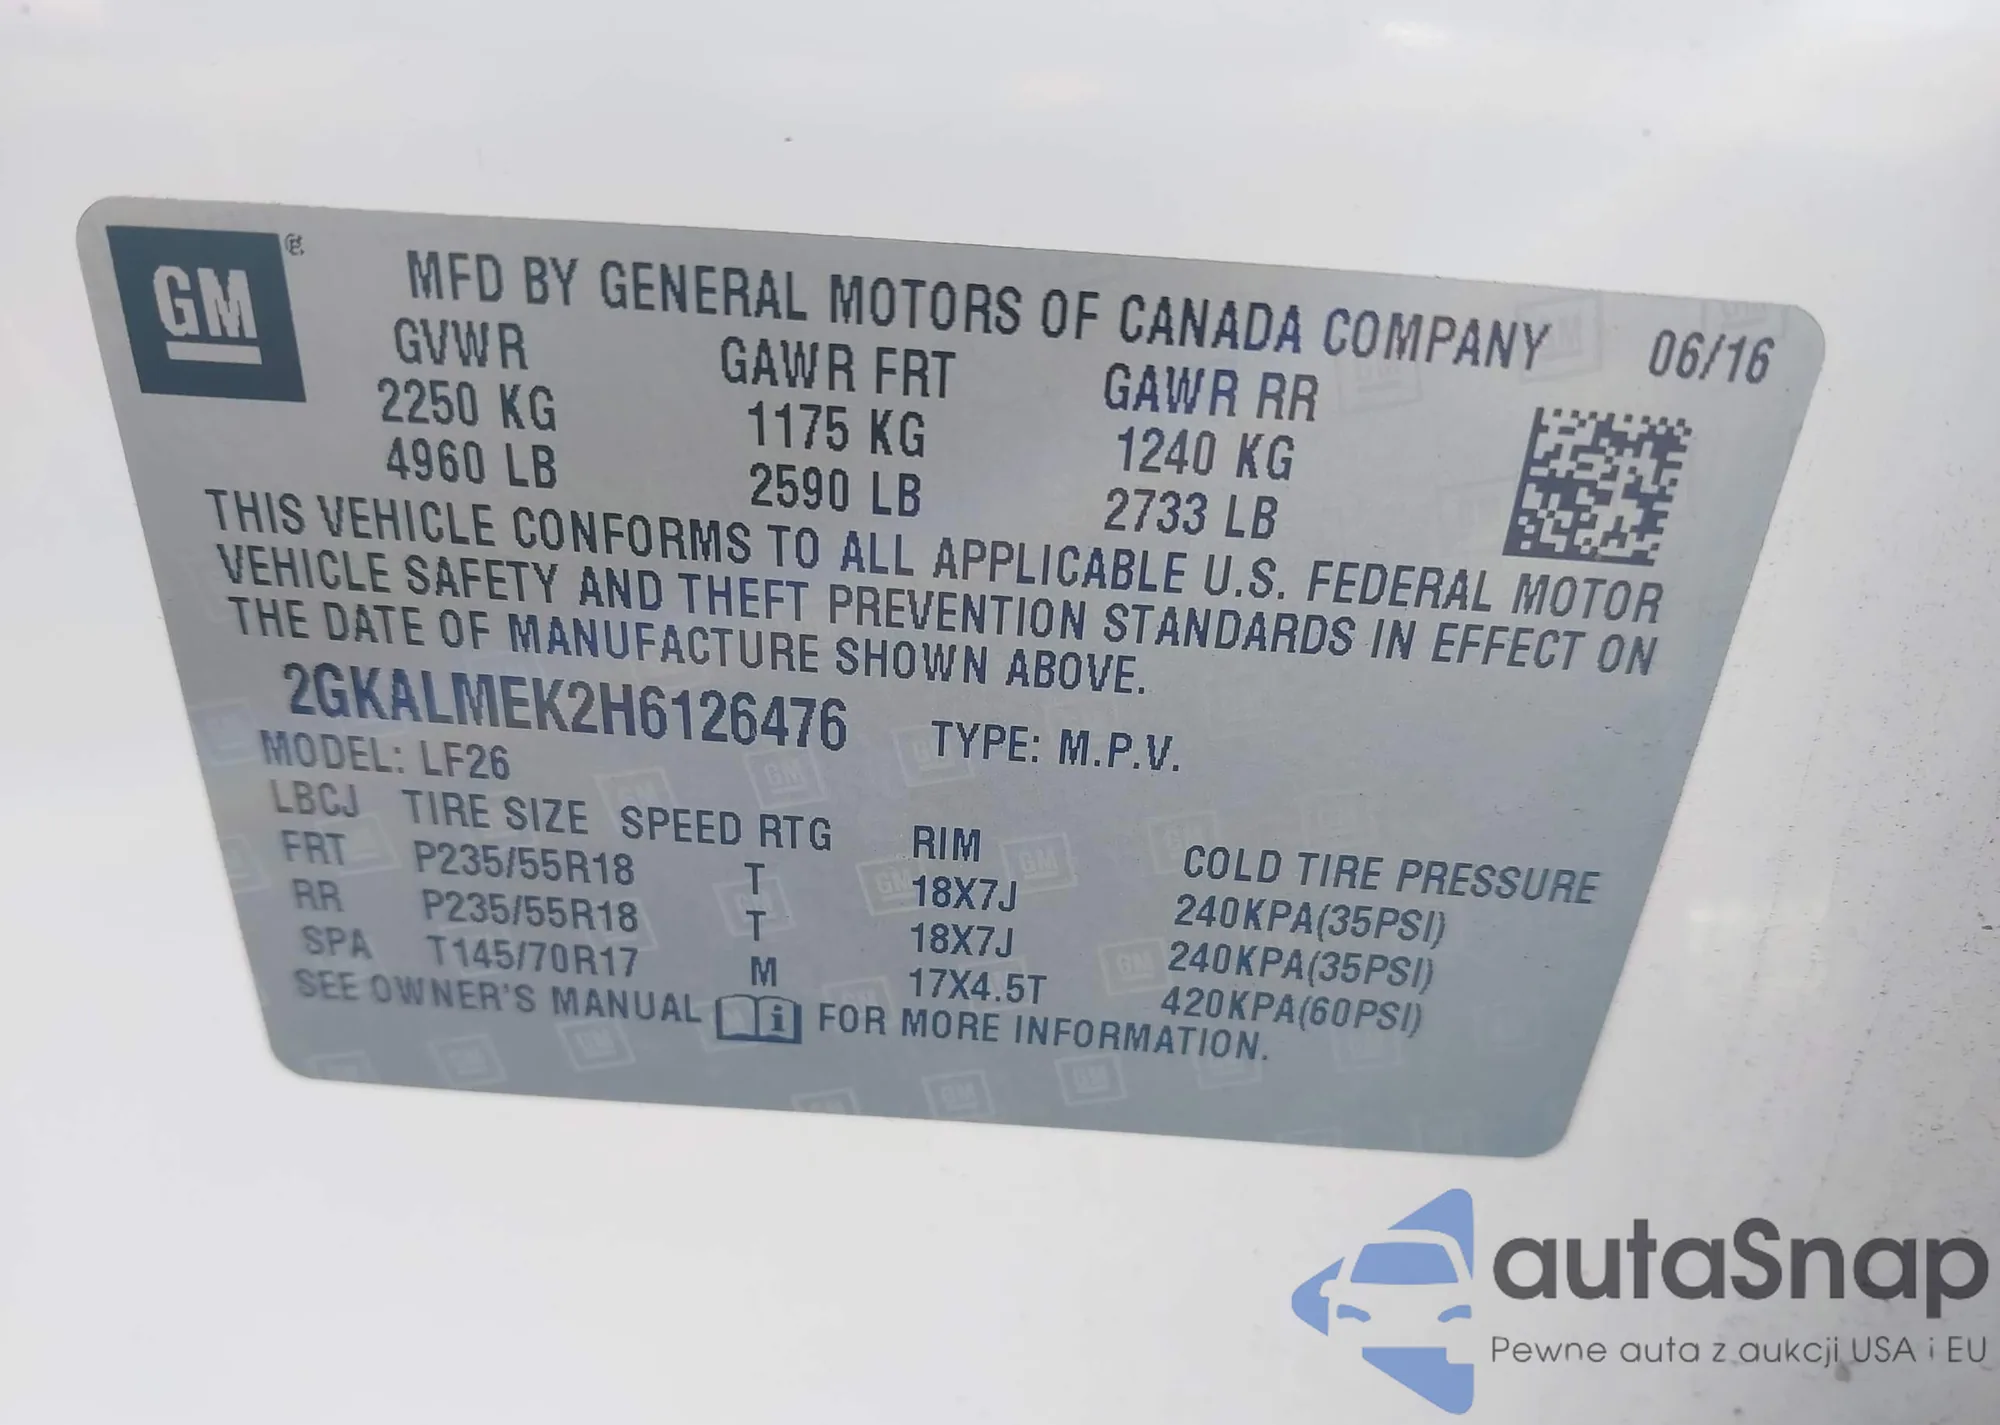 GM ®
MFD BY GENERAL MOTORS OF CANADA COMPANY 06/16
GVWR GAWR FRT GAWR RR
2250 KG 1175 KG 1240 KG
4960 LB 2590 LB 2733 LB
THIS VEHICLE CONFORMS TO ALL APPLICABLE U.S. FEDERAL MOTOR
VEHICLE SAFETY AND THEFT PREVENTION STANDARDS IN EFFECT ON
THE DATE OF MANUFACTURE SHOWN ABOVE.
2GKALMEK2H6126476 TYPE: M.P.V.
MODEL: LF26
LBCJ TIRE SIZE SPEED RTG RIM COLD TIRE PRESSURE
FRT P235/55R18 T 18X7J 240KPA(35PSI)
RR P235/55R18 T 18X7J 240KPA(35PSI)
SPA T145/70R17 M 17X4.5T 420KPA(60PSI)
SEE OWNER'S MANUAL i FOR MORE INFORMATION.
autaSnap
Pewne auta z aukcji USA i EU